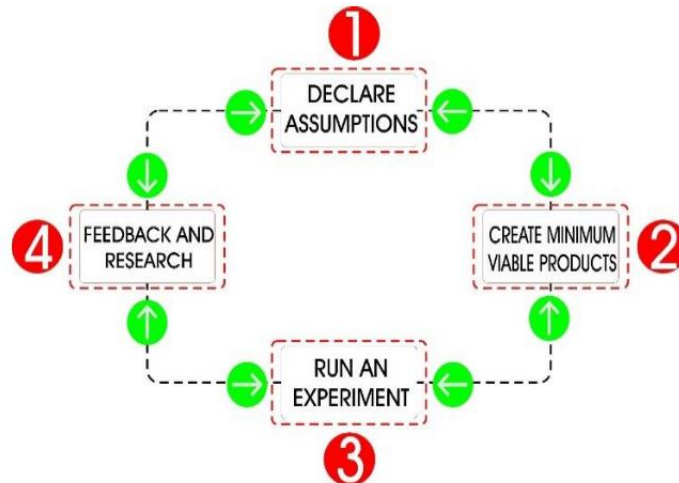 1
DECLARE
ASSUMPTIONS
4
FEEDBACK AND
RESEARCH
CREATE MINIMUM
VIABLE PRODUCTS
2
RUN AN
EXPERIMENT
3